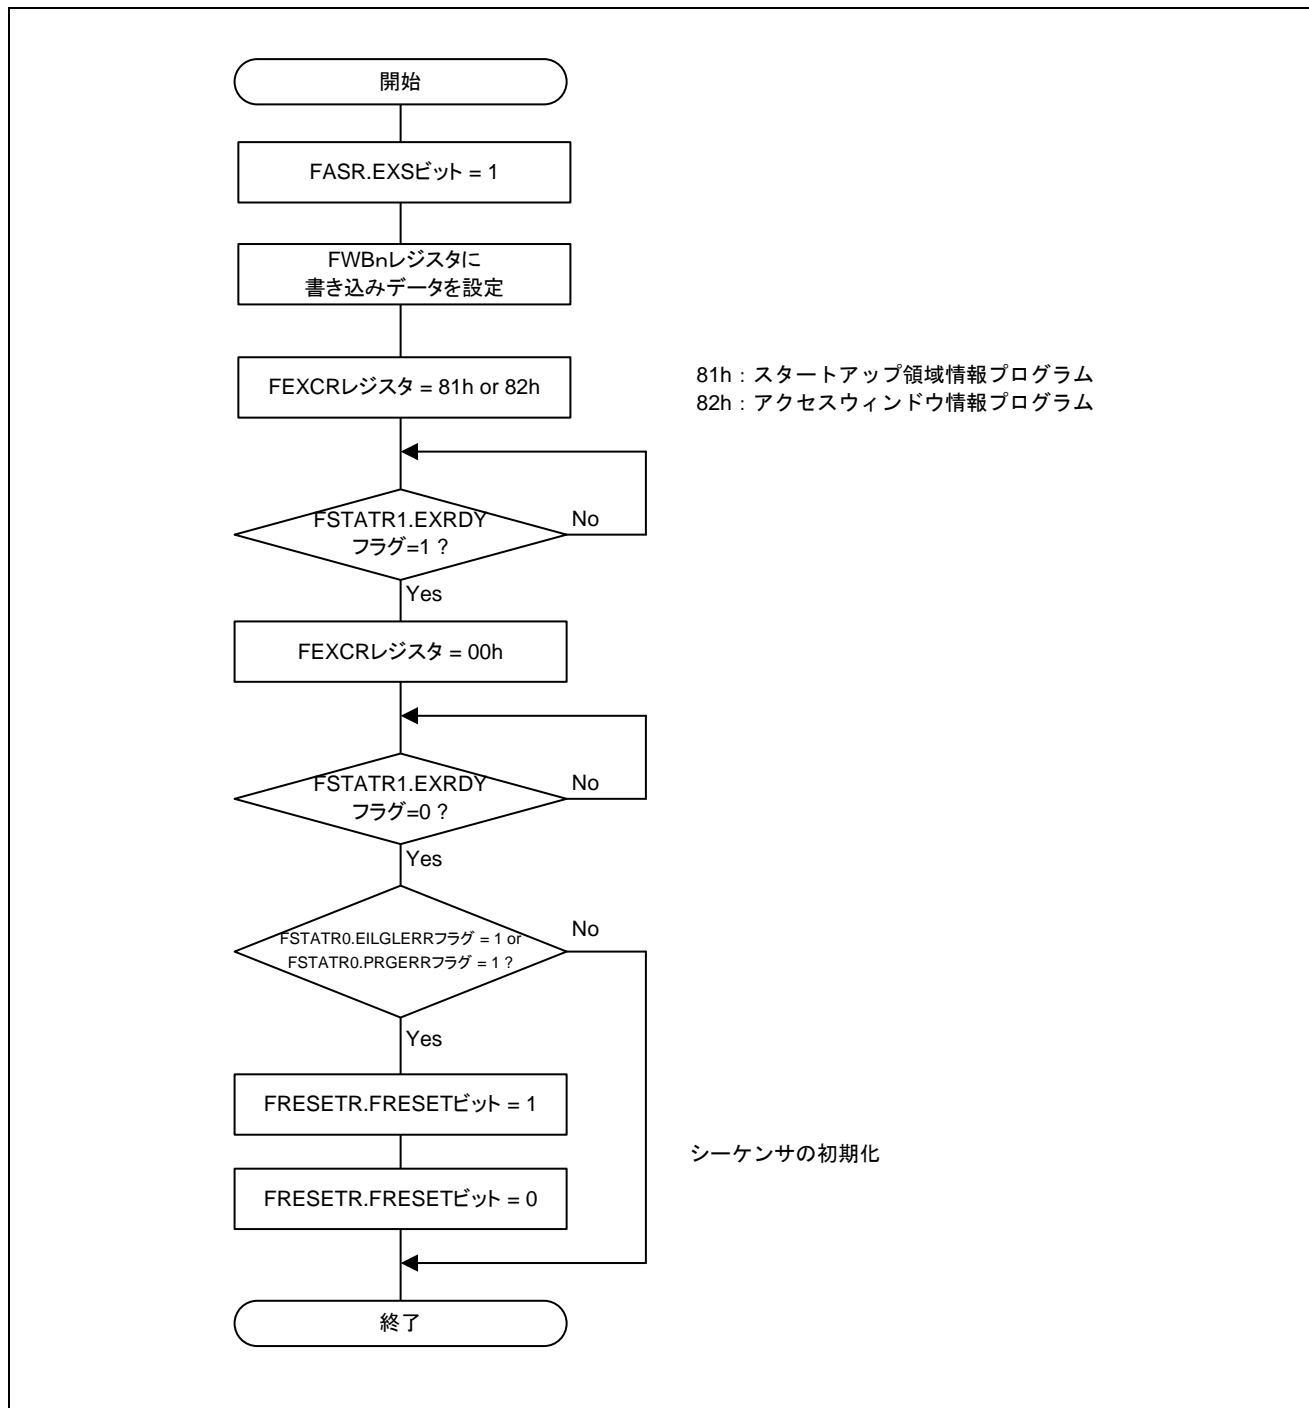 開始
FASR.EXSビット = 1
FWBnレジスタに
書き込みデータを設定
FEXCRレジスタ = 81h or 82h
81h：スタートアップ領域情報プログラム
82h：アクセスウィンドウ情報プログラム
FSTATR1.EXRDY
フラグ=1 ?
No
Yes
FEXCRレジスタ = 00h
FSTATR1.EXRDY
フラグ=0 ?
No
Yes
FSTATR0.EILGLERRフラグ = 1 or
FSTATR0.PRGERRフラグ = 1 ?
No
Yes
FRESETR.FRESETビット = 1
シーケンサの初期化
FRESETR.FRESETビット = 0
終了